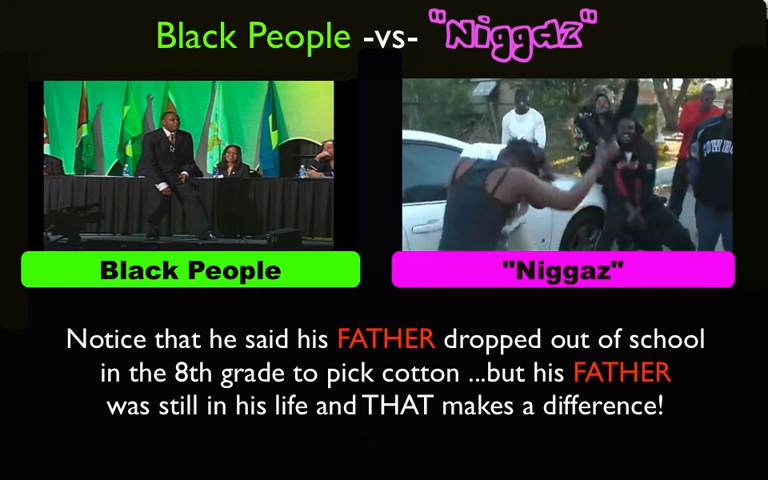 Black People -vs- "Niggaz"
COWBO
Black People
"Niggaz"
Notice that he said his FATHER dropped out of school
in the 8th grade to pick cotton ...but his FATHER
was still in his life and THAT makes a difference!